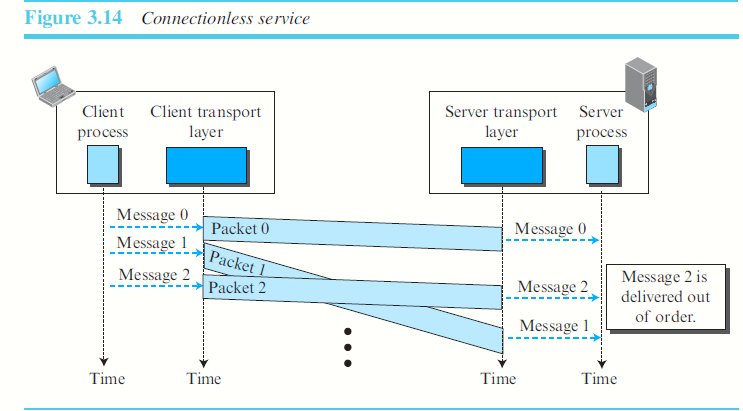 Figure 3.14 Connectionless service
Client process
Client transport layer
Server transport layer
Server process
Message 0
Message 1
Message 2
Packet 0
Packet 1
Packet 2
Message 0
Message 2
Message 1
Message 2 is
delivered out
of order.
Time
Time
Time
Time